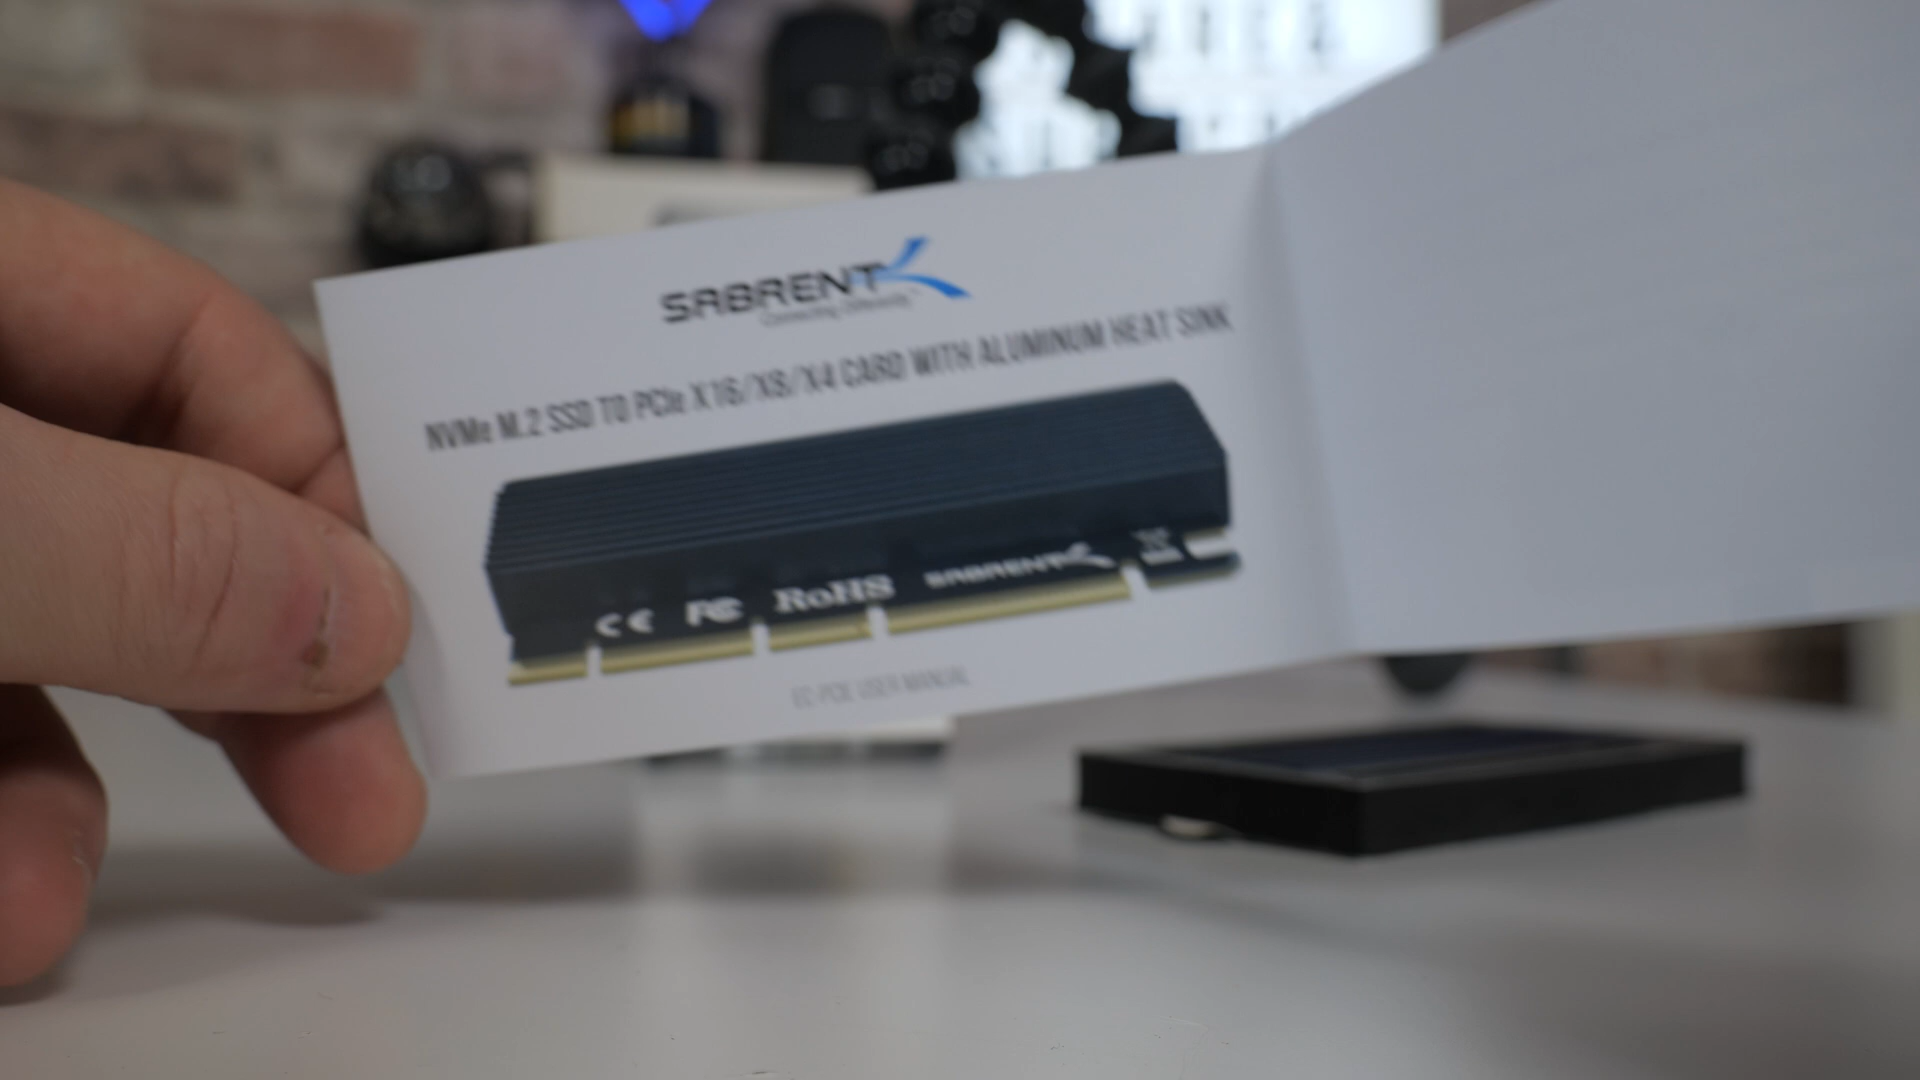 SABRENT
NVMe M.2 SSD TO PCIe X16/X8/X4 CARD WITH ALUMINUM HEAT SINK
CE FC RoHS SABRENT
EC-PCIE USER MANUAL